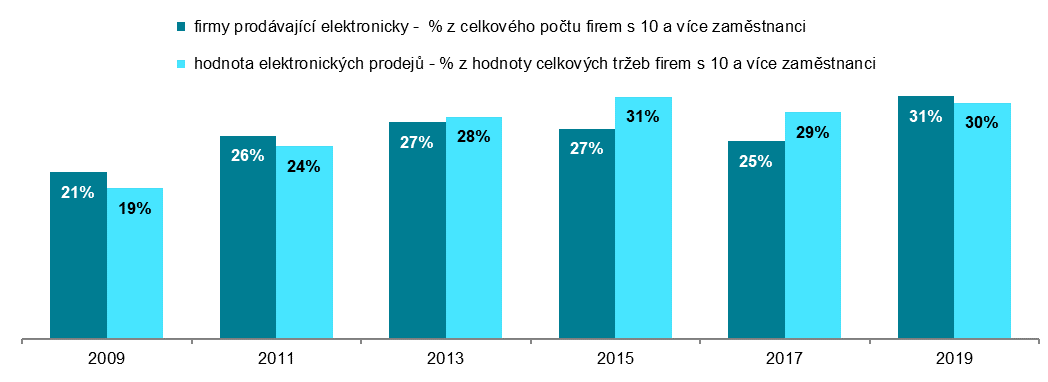 firmy prodávající elektronicky - % z celkového počtu firem s 10 a více zaměstnanci
hodnota elektronických prodejů - % z hodnoty celkových tržeb firem s 10 a více zaměstnanci
21% 19% 26% 24% 27% 28% 27% 31% 25% 29% 31% 30%
2009 2011 2013 2015 2017 2019